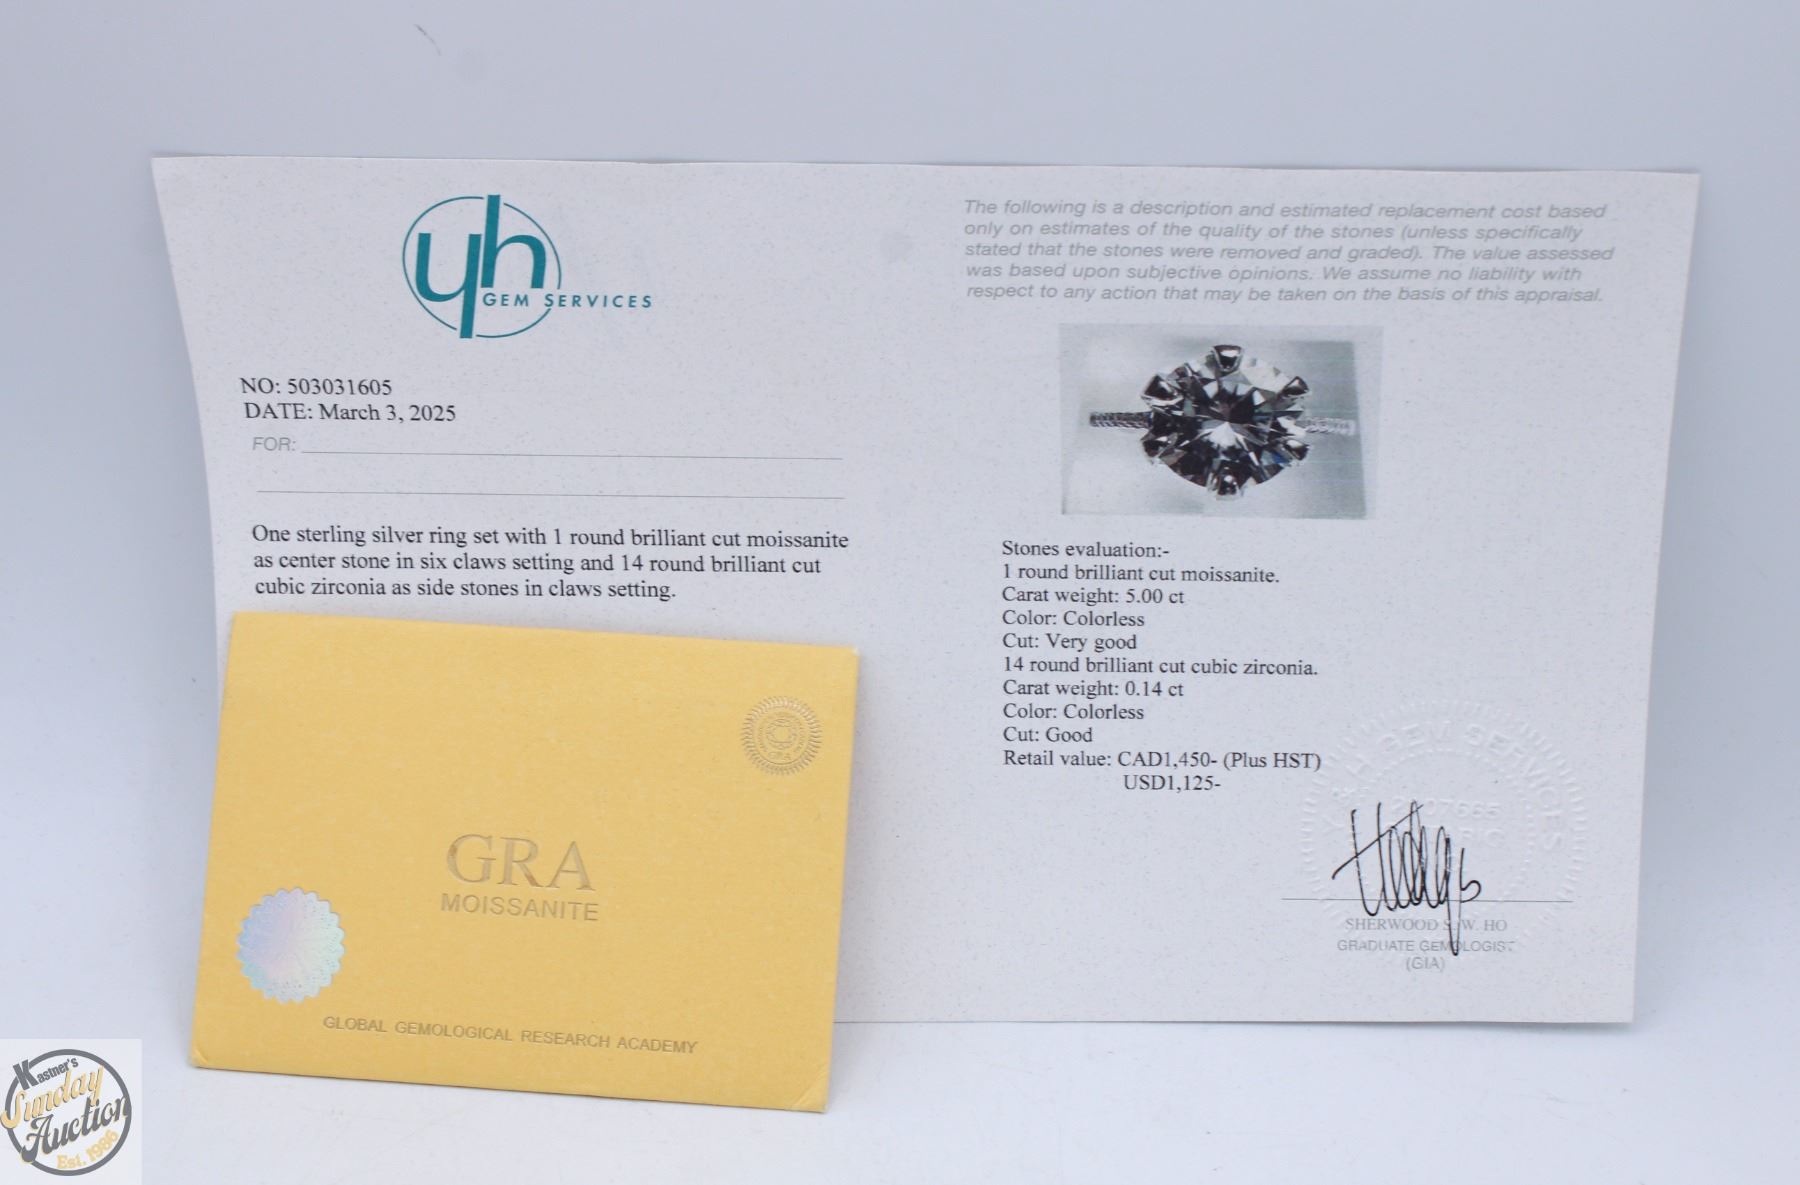 yh
GEM SERVICES
NO: 503031605
DATE: March 3, 2025
FOR:
One sterling silver ring set with 1 round brilliant cut moissanite
as center stone in six claws setting and 14 round brilliant cut
cubic zirconia as side stones in claws setting.
The following is a description and estimated replacement cost based
only on estimates of the quality of the stones (unless specifically
stated that the stones were removed and graded). The value assessed
was based upon subjective opinions. We assume no liability with
respect to any action that may be taken on the basis of this appraisal.
Stones evaluation:-
1 round brilliant cut moissanite.
Carat weight: 5.00 ct
Color: Colorless
Cut: Very good
14 round brilliant cut cubic zirconia.
Carat weight: 0.14 ct
Color: Colorless
Cut: Good
Retail value: CAD1,450- (Plus HST)
USD1,125-
GEM SERVICES
SHERWOOD S.W. HO
GRADUATE GEMOLOGIST
(GIA)
GRA
GRA
MOISSANITE
GLOBAL GEMOLOGICAL RESEARCH ACADEMY
Kastner's
Sunday
Auction
Est. 1986